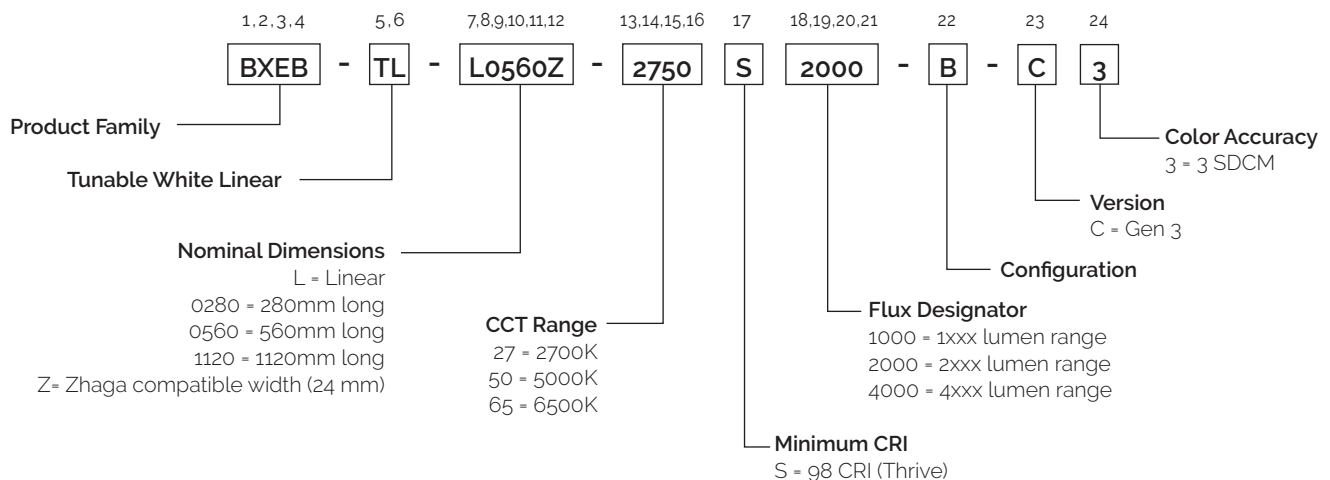 1,2,3,4 5,6 7,8,9,10,11,12 13,14,15,16 17 18,19,20,21 22 23 24
BXEB - TL - L0560Z - 2750 S 2000 - B - C 3
Product Family
Color Accuracy
3 = 3 SDCM
Tunable White Linear
Version
C = Gen 3
Nominal Dimensions
L = Linear
0280 = 280mm long
0560 = 560mm long
1120 = 1120mm long
Z= Zhaga compatible width (24 mm)
Configuration
CCT Range
27 = 2700K
50 = 5000K
65 = 6500K
Flux Designator
1000 = 1xxx lumen range
2000 = 2xxx lumen range
4000 = 4xxx lumen range
Minimum CRI
S = 98 CRI (Thrive)